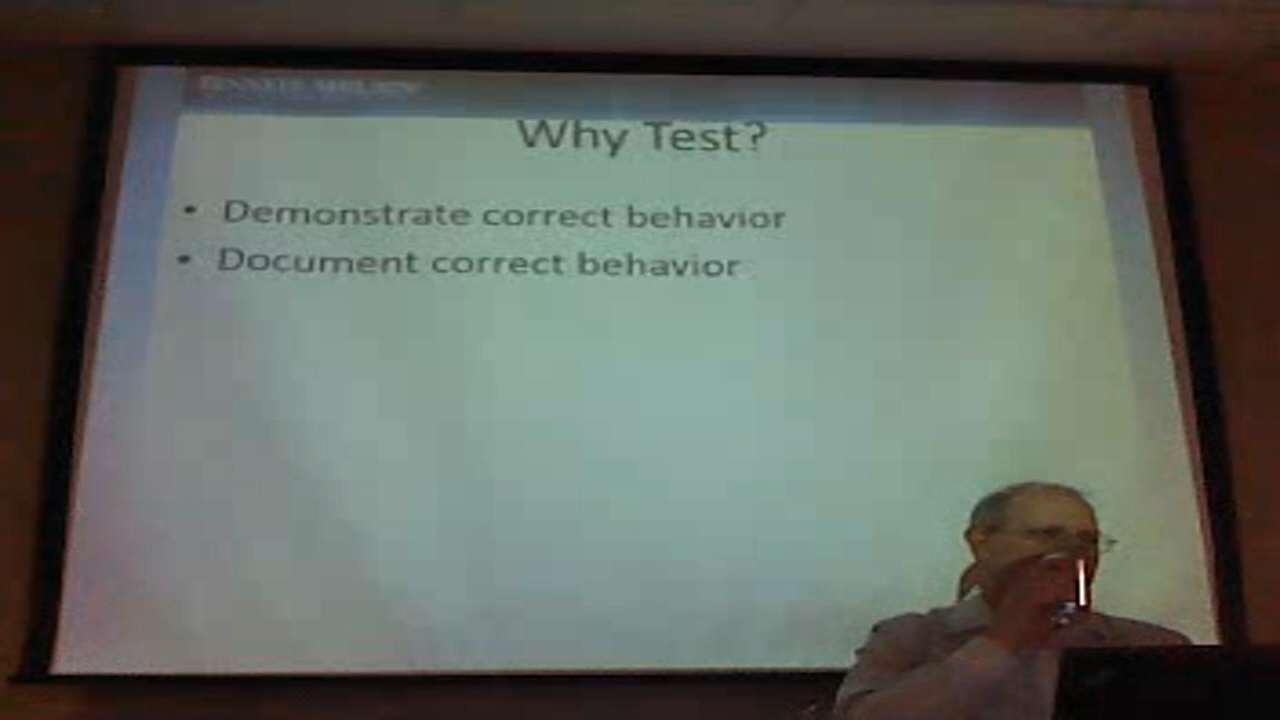 Why Test?
• Demonstrate correct behavior
• Document correct behavior